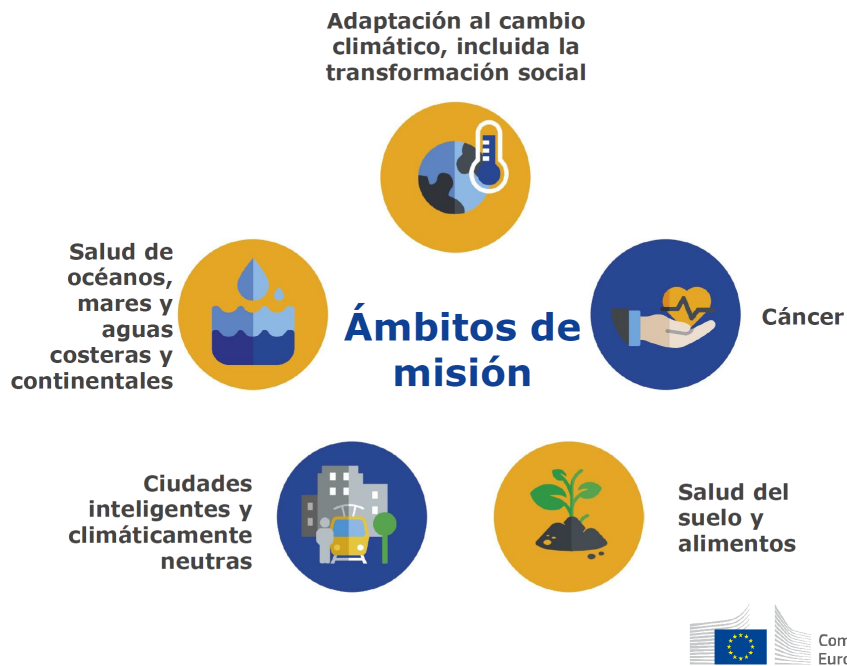 Adaptación al cambio
climático, incluida la
transformación social
Salud de
océanos,
mares y
aguas
costeras y
continentales
Ámbitos de
misión
Cáncer
Ciudades
inteligentes y
climáticamente
neutras
Salud del
suelo y
alimentos